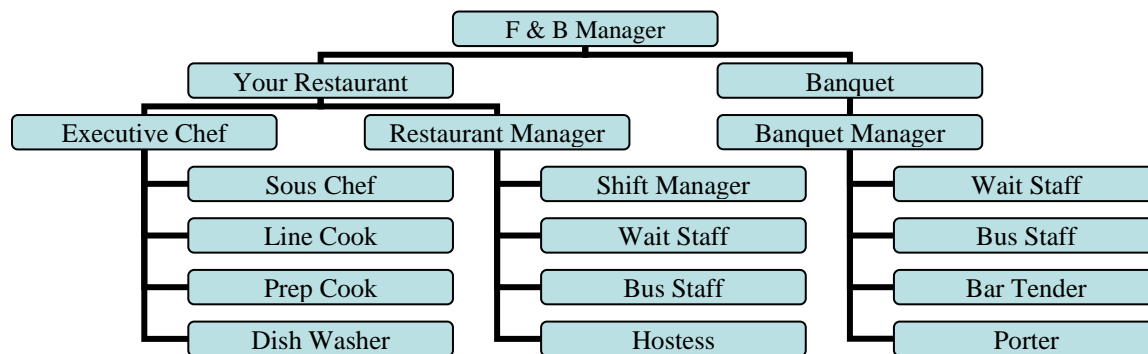 F & B Manager
Your Restaurant
Banquet
Executive Chef
Restaurant Manager
Banquet Manager
Sous Chef
Shift Manager
Wait Staff
Line Cook
Wait Staff
Bus Staff
Prep Cook
Bus Staff
Bar Tender
Dish Washer
Hostess
Porter